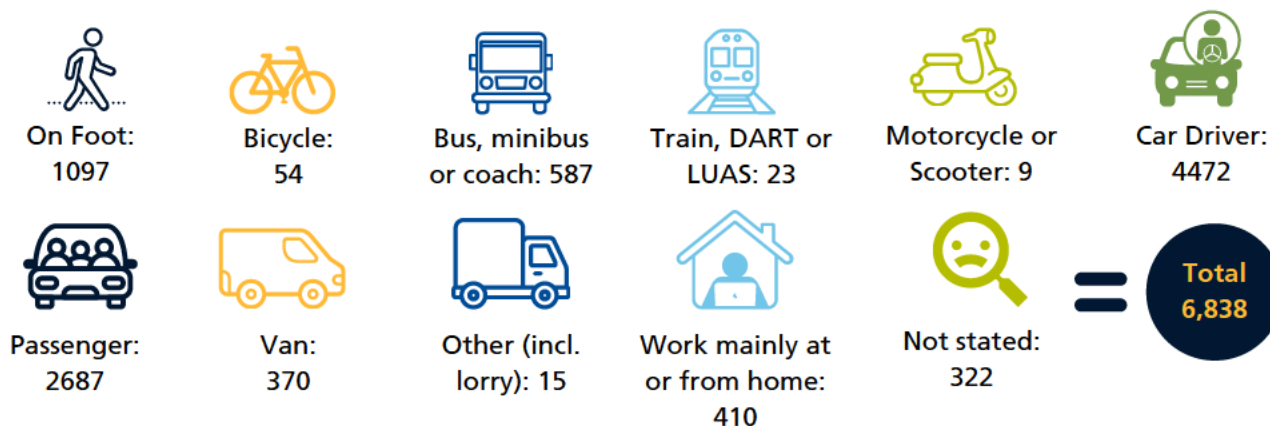 On Foot:
1097
Bicycle:
54
Bus, minibus
or coach: 587
Train, DART or
LUAS: 23
Motorcycle or
Scooter: 9
Car Driver:
4472
Passenger:
2687
Van:
370
Other (incl.
lorry): 15
Work mainly at
or from home:
410
Not stated:
322
=
Total
6,838